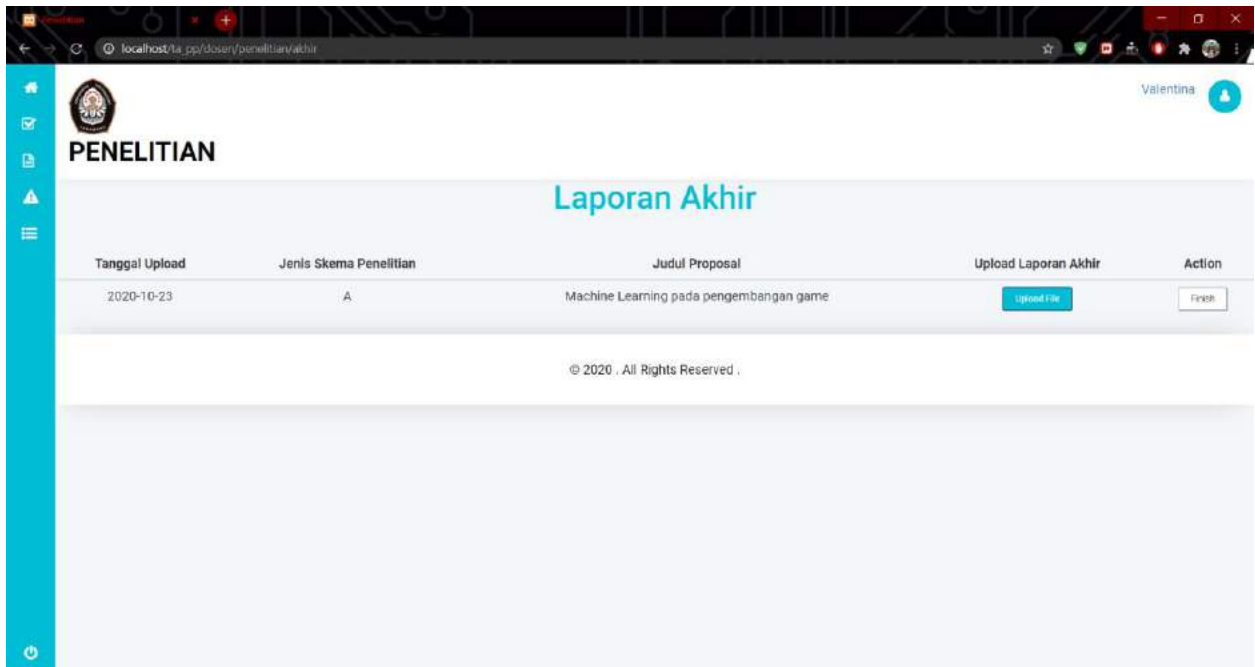 Penelitian
localhost/ta_pp/dosen/penelitian/akhir
Valentina
PENELITIAN
Laporan Akhir
Tanggal Upload Jenis Skema Penelitian Judul Proposal Upload Laporan Akhir Action
2020-10-23 A Machine Learning pada pengembangan game Upload File Finish
© 2020 . All Rights Reserved .